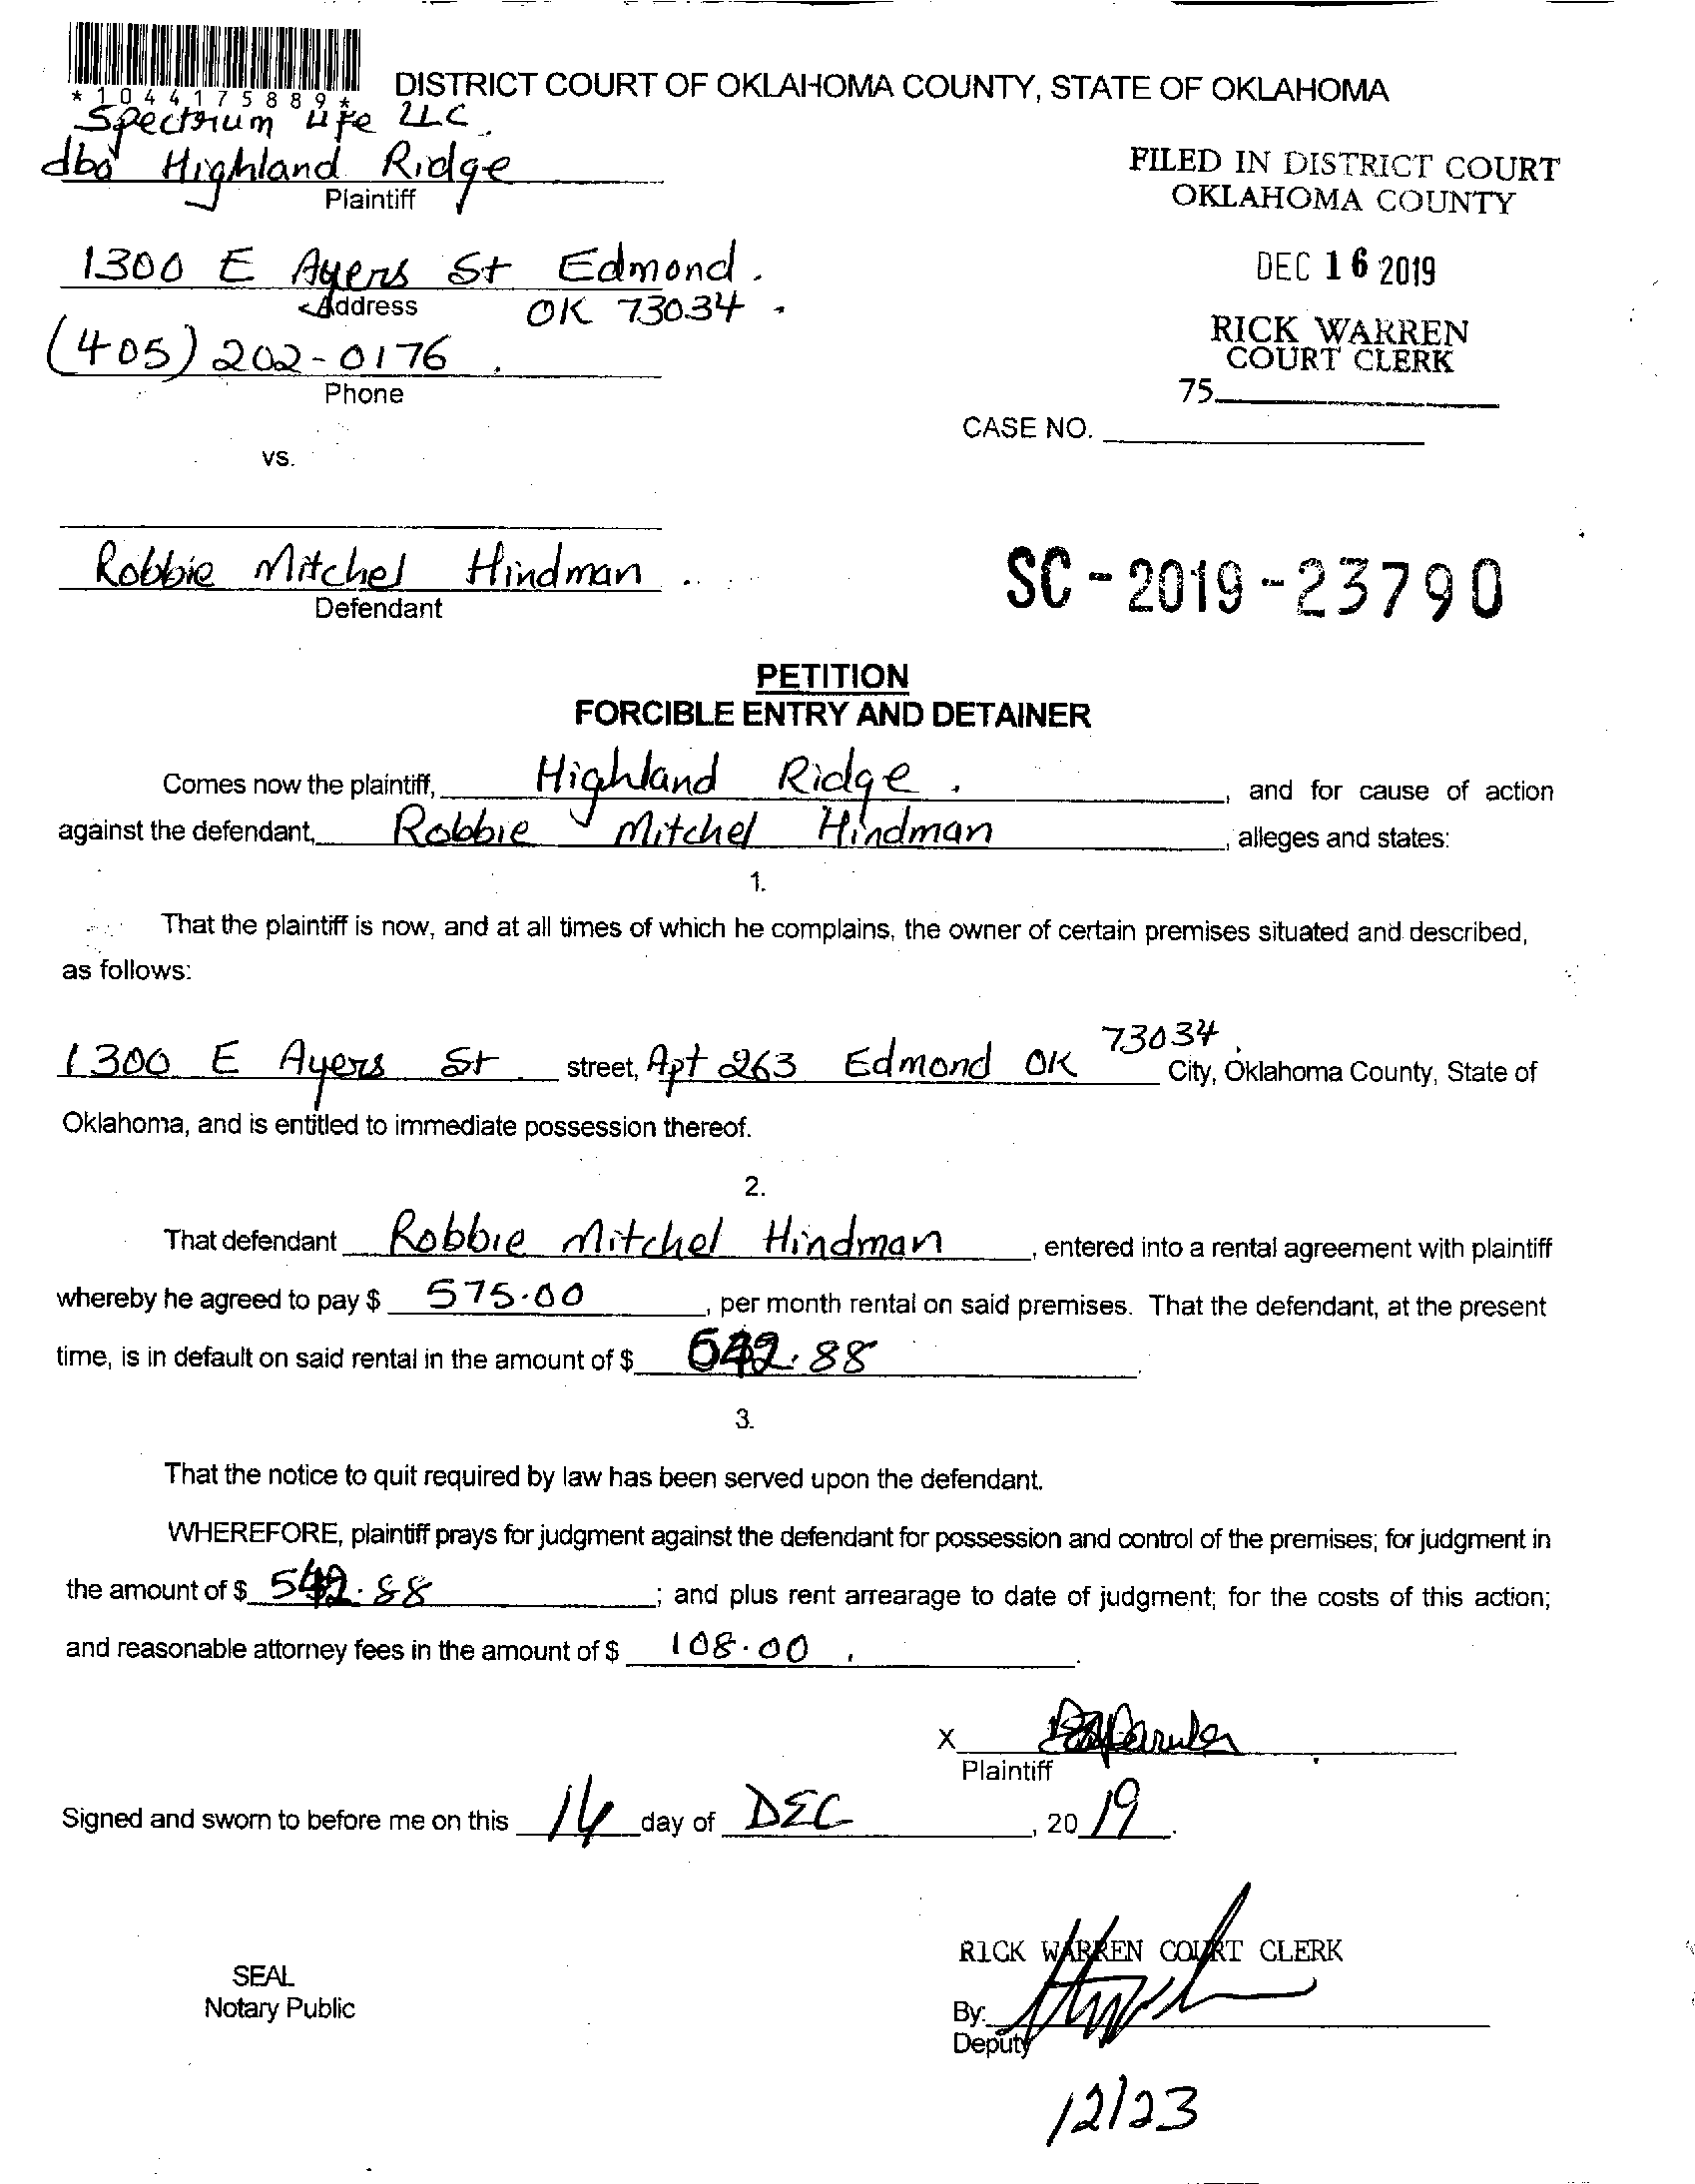 *1044175889*
DISTRICT COURT OF OKLAHOMA COUNTY, STATE OF OKLAHOMA
Spectrum Life LLC
dba Highland Ridge
Plaintiff
FILED IN DISTRICT COURT
OKLAHOMA COUNTY
1300 E Ayers St Edmond.
Address OK 73034
DEC 16 2019
(405) 202-0176
Phone
RICK WARREN
COURT CLERK
75
CASE NO.
vs.
Robbie Mitchel Hindman
Defendant
SC-2019-23790
PETITION
FORCIBLE ENTRY AND DETAINER
Comes now the plaintiff, Highland Ridge, and for cause of action
against the defendant, Robbie Mitchel Hindman, alleges and states:
1.
That the plaintiff is now, and at all times of which he complains, the owner of certain premises situated and described,
as follows:
1300 E Ayers St street, Apt 263 Edmond OK 73034 City, Oklahoma County, State of
Oklahoma, and is entitled to immediate possession thereof.
2.
That defendant Robbie Mitchel Hindman, entered into a rental agreement with plaintiff
whereby he agreed to pay $ 575.00, per month rental on said premises. That the defendant, at the present
time, is in default on said rental in the amount of $
3.
That the notice to quit required by law has been served upon the defendant.
WHEREFORE, plaintiff prays for judgment against the defendant for possession and control of the premises; for judgment in
the amount of $ ; and plus rent arrearage to date of judgment; for the costs of this action;
and reasonable attorney fees in the amount of $ 108.00
X
Plaintiff
Signed and sworn to before me on this day of DEC, 20 19.
RICK WARREN COURT CLERK
SEAL
Notary Public
By:
Deputy
12/23